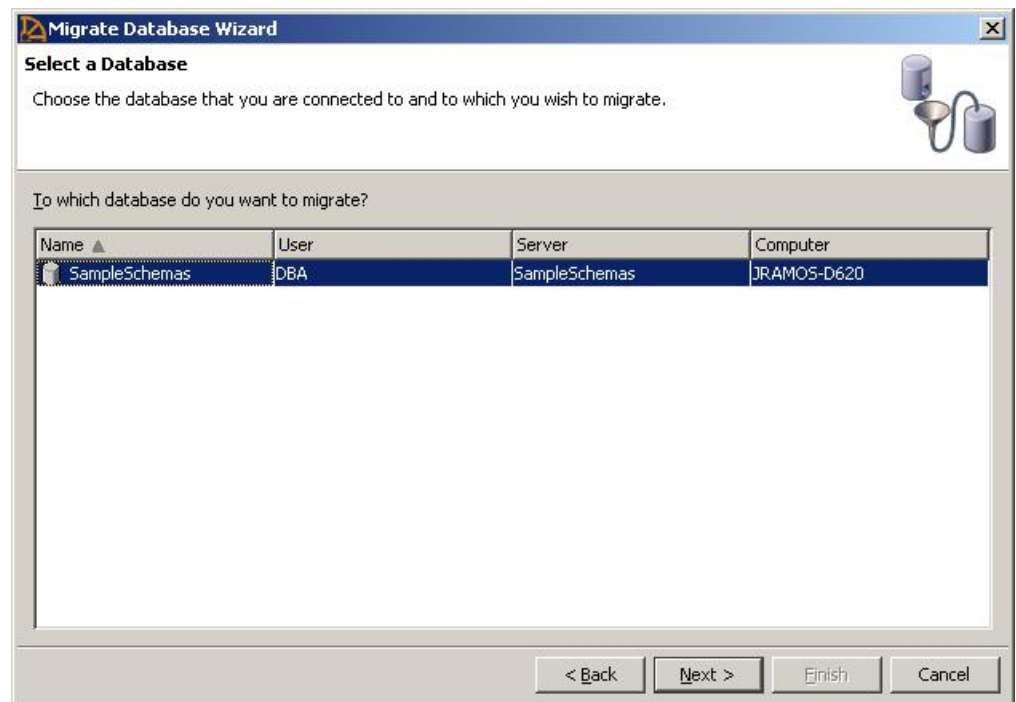 Migrate Database Wizard
Select a Database
Choose the database that you are connected to and to which you wish to migrate.
To which database do you want to migrate?
Name User Server Computer
SampleSchemas DBA SampleSchemas JRAMOS-D620
< Back Next > Finish Cancel